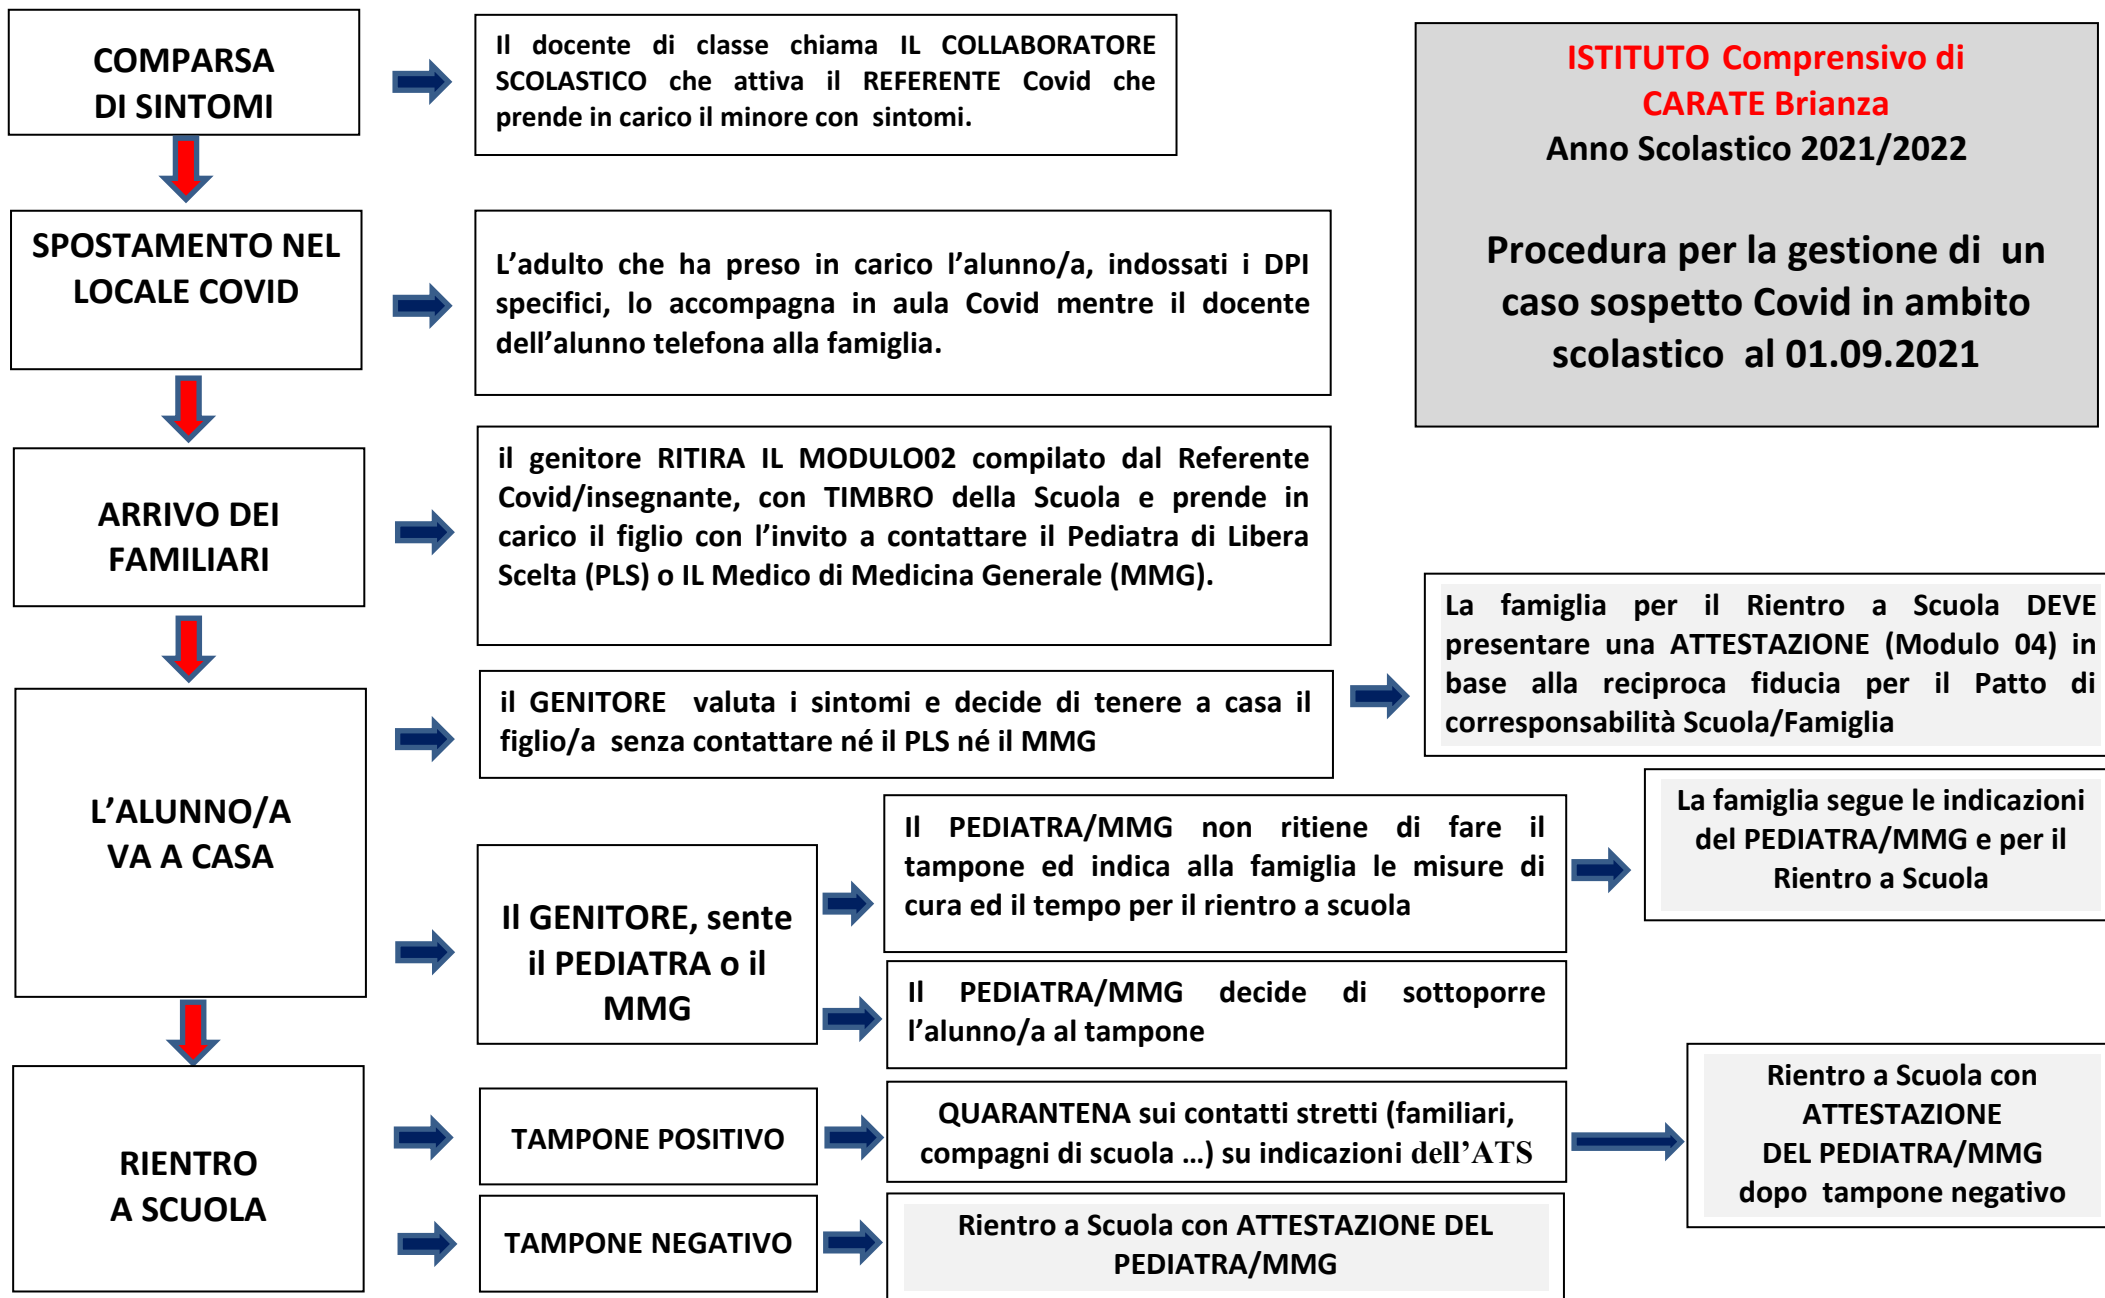 COMPARSA
DI SINTOMI
Il docente di classe chiama IL COLLABORATORE
SCOLASTICO che attiva il REFERENTE Covid che
prende in carico il minore con sintomi.
ISTITUTO Comprensivo di
CARATE Brianza
Anno Scolastico 2021/2022
Procedura per la gestione di un
caso sospetto Covid in ambito
scolastico al 01.09.2021
SPOSTAMENTO NEL
LOCALE COVID
L’adulto che ha preso in carico l’alunno/a, indossati i DPI
specifici, lo accompagna in aula Covid mentre il docente
dell’alunno telefona alla famiglia.
ARRIVO DEI
FAMILIARI
il genitore RITIRA IL MODULO02 compilato dal Referente
Covid/insegnante, con TIMBRO della Scuola e prende in
carico il figlio con l’invito a contattare il Pediatra di Libera
Scelta (PLS) o IL Medico di Medicina Generale (MMG).
L’ALUNNO/A
VA A CASA
il GENITORE valuta i sintomi e decide di tenere a casa il
figlio/a senza contattare né il PLS né il MMG
La famiglia per il Rientro a Scuola DEVE
presentare una ATTESTAZIONE (Modulo 04) in
base alla reciproca fiducia per il Patto di
corresponsabilità Scuola/Famiglia
Il GENITORE, sente
il PEDIATRA o il
MMG
Il PEDIATRA/MMG non ritiene di fare il
tampone ed indica alla famiglia le misure di
cura ed il tempo per il rientro a scuola
La famiglia segue le indicazioni
del PEDIATRA/MMG e per il
Rientro a Scuola
Il PEDIATRA/MMG decide di sottoporre
l’alunno/a al tampone
RIENTRO
A SCUOLA
TAMPONE POSITIVO
QUARANTENA sui contatti stretti (familiari,
compagni di scuola …) su indicazioni dell’ATS
Rientro a Scuola con
ATTESTAZIONE
DEL PEDIATRA/MMG
dopo tampone negativo
TAMPONE NEGATIVO
Rientro a Scuola con ATTESTAZIONE DEL
PEDIATRA/MMG